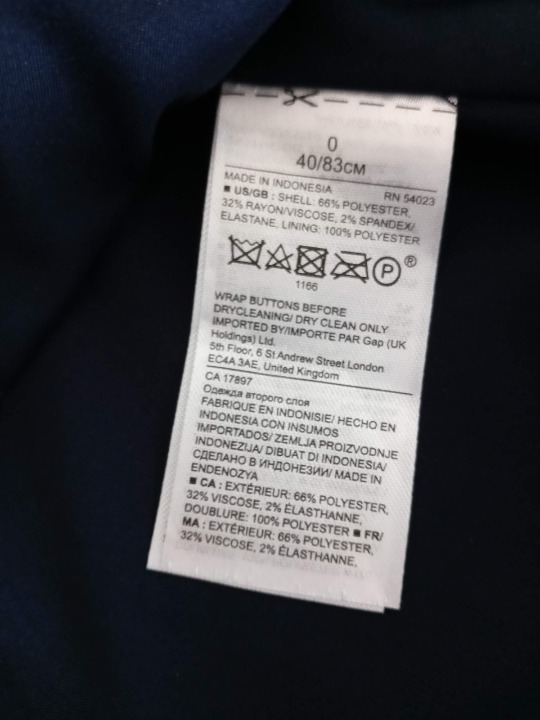 0
40/83CM
MADE IN INDONESIA RN 54023
■ US/GB : SHELL: 66% POLYESTER,
32% RAYON/VISCOSE, 2% SPANDEX/
ELASTANE, LINING: 100% POLYESTER
P ®
1166
WRAP BUTTONS BEFORE
DRYCLEANING/ DRY CLEAN ONLY
IMPORTED BY/IMPORTE PAR Gap (UK
Holdings) Ltd.
5th Floor, 6 St Andrew Street London
EC4A 3AE, United Kingdom
CA 17897
Одежда второго слоя
FABRIQUE EN INDONISIE/ HECHO EN
INDONESIA CON INSUMOS
IMPORTADOS/ ZEMLJA PROIZVODNJE
INDONEZIJA/ DIBUAT DI INDONESIA/
СДЕЛАНО В ИНДОНЕЗИИ/ MADE IN
ENDENOZYA
■ CA : EXTÉRIEUR: 66% POLYESTER,
32% VISCOSE, 2% ÉLASTHANNE,
DOUBLURE: 100% POLYESTER ■ FR/
MA : EXTÉRIEUR: 66% POLYESTER,
32% VISCOSE, 2% ÉLASTHANNE,